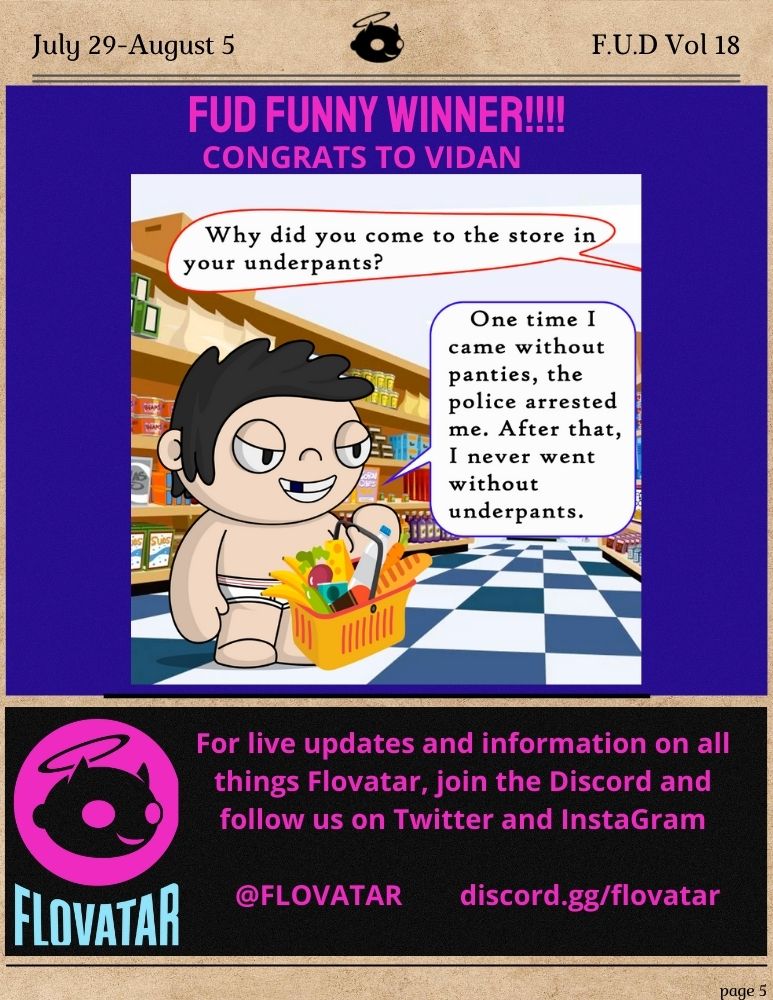 July 29-August 5
F.U.D Vol 18
FUD FUNNY WINNER!!!!
CONGRATS TO VIDAN
Why did you come to the store in
your underpants?
One time I
came without
panties, the
police arrested
me. After that,
I never went
without
underpants.
BEANS
SUBS
SUBS
For live updates and information on all
things Flovatar, join the Discord and
follow us on Twitter and InstaGram
@FLOVATAR discord.gg/flovatar
FLOVATAR
page 5